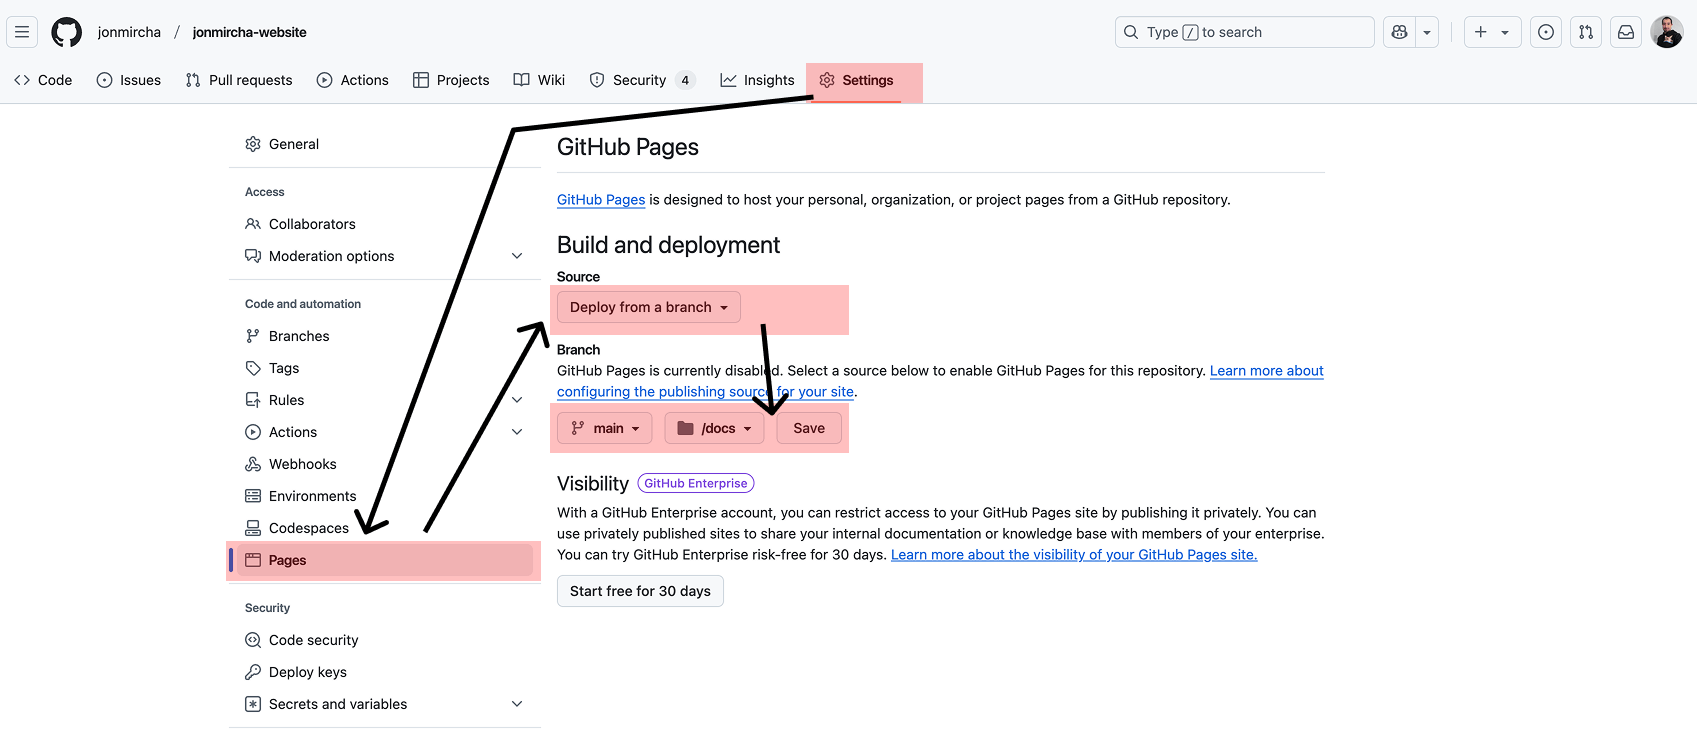 jonmircha / jonmircha-website
Type / to search
Code
Issues
Pull requests
Actions
Projects
Wiki
Security 4
Insights
Settings
General
Access
Collaborators
Moderation options
Code and automation
Branches
Tags
Rules
Actions
Webhooks
Environments
Codespaces
Pages
Security
Code security
Deploy keys
Secrets and variables
GitHub Pages
GitHub Pages is designed to host your personal, organization, or project pages from a GitHub repository.
Build and deployment
Source
Deploy from a branch
Branch
GitHub Pages is currently disabled. Select a source below to enable GitHub Pages for this repository. Learn more about
configuring the publishing source for your site.
main
/docs
Save
Visibility GitHub Enterprise
With a GitHub Enterprise account, you can restrict access to your GitHub Pages site by publishing it privately. You can
use privately published sites to share your internal documentation or knowledge base with members of your enterprise.
You can try GitHub Enterprise risk-free for 30 days. Learn more about the visibility of your GitHub Pages site.
Start free for 30 days